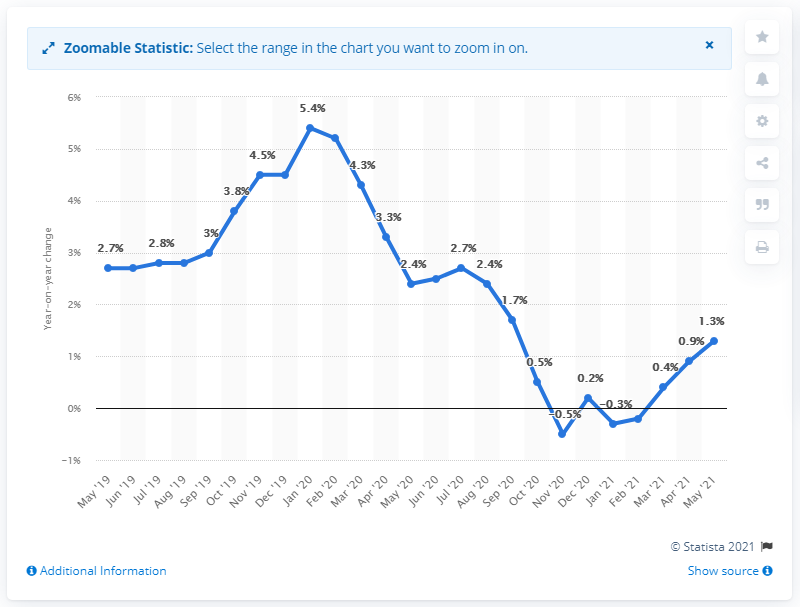 Zoomable Statistic: Select the range in the chart you want to zoom in on.
×
6%
5%
4%
3%
2%
1%
0%
−1%
Year-on-year change
2.7%
2.8%
3%
3.8%
4.5%
5.4%
4.3%
3.3%
2.4%
2.7%
2.4%
1.7%
0.5%
−0.5%
0.2%
−0.3%
0.4%
0.9%
1.3%
May '19
Jun '19
Jul '19
Aug '19
Sep '19
Oct '19
Nov '19
Dec '19
Jan '20
Feb '20
Mar '20
Apr '20
May '20
Jun '20
Jul '20
Aug '20
Sep '20
Oct '20
Nov '20
Dec '20
Jan '21
Feb '21
Mar '21
Apr '21
May '21
© Statista 2021
Additional Information
Show source